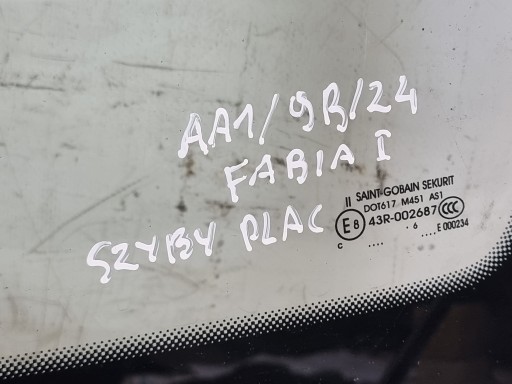 AA1/9B/24
FABIA I
SZYBY PLAC
II SAINT-GOBAIN SEKURIT
DOT617 M451 AS1
E8 43R-002687 CCC
C .... · 6 .... E 000234